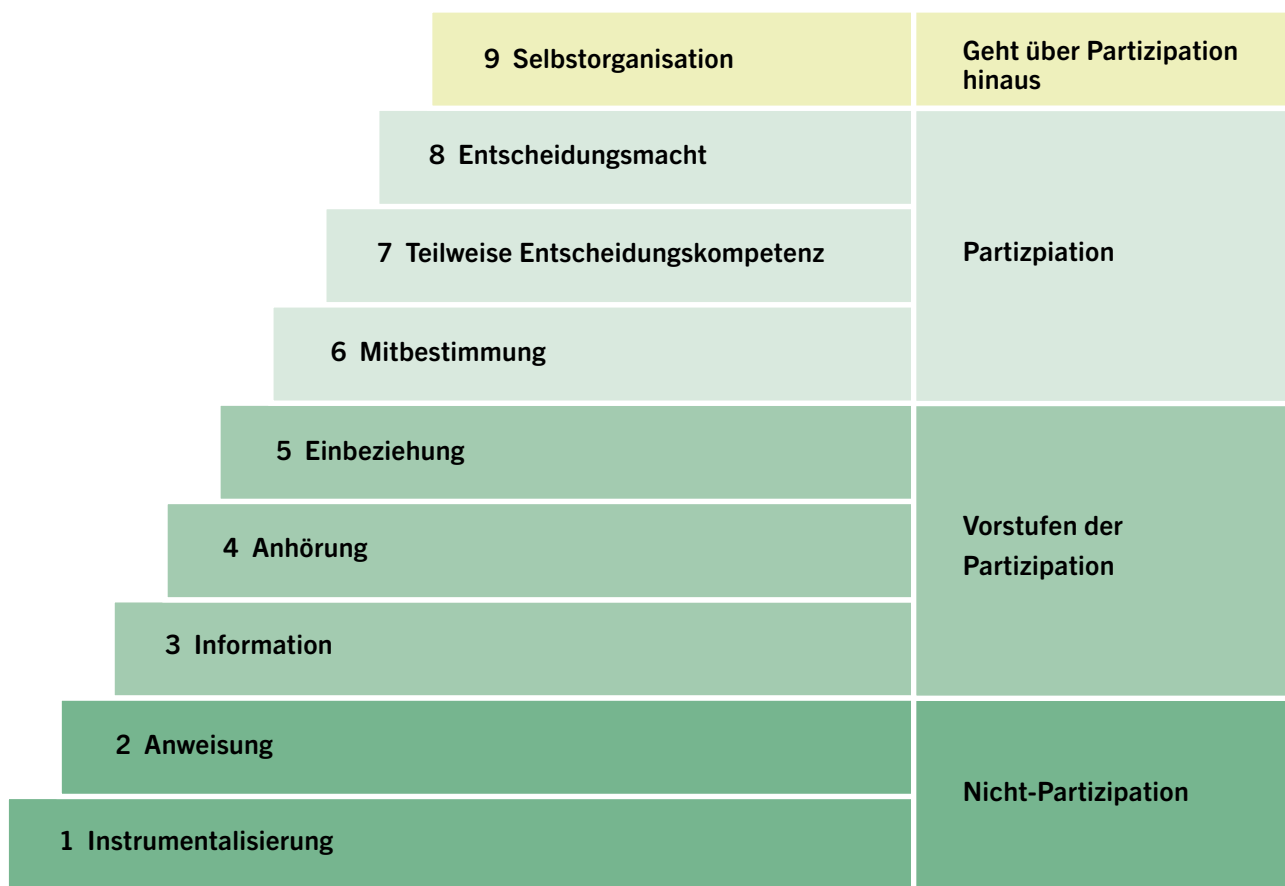 9 Selbstorganisation
Geht über Partizipation
hinaus
8 Entscheidungsmacht
7 Teilweise Entscheidungskompetenz
Partizpiation
6 Mitbestimmung
5 Einbeziehung
4 Anhörung
Vorstufen der
Partizipation
3 Information
2 Anweisung
Nicht-Partizipation
1 Instrumentalisierung